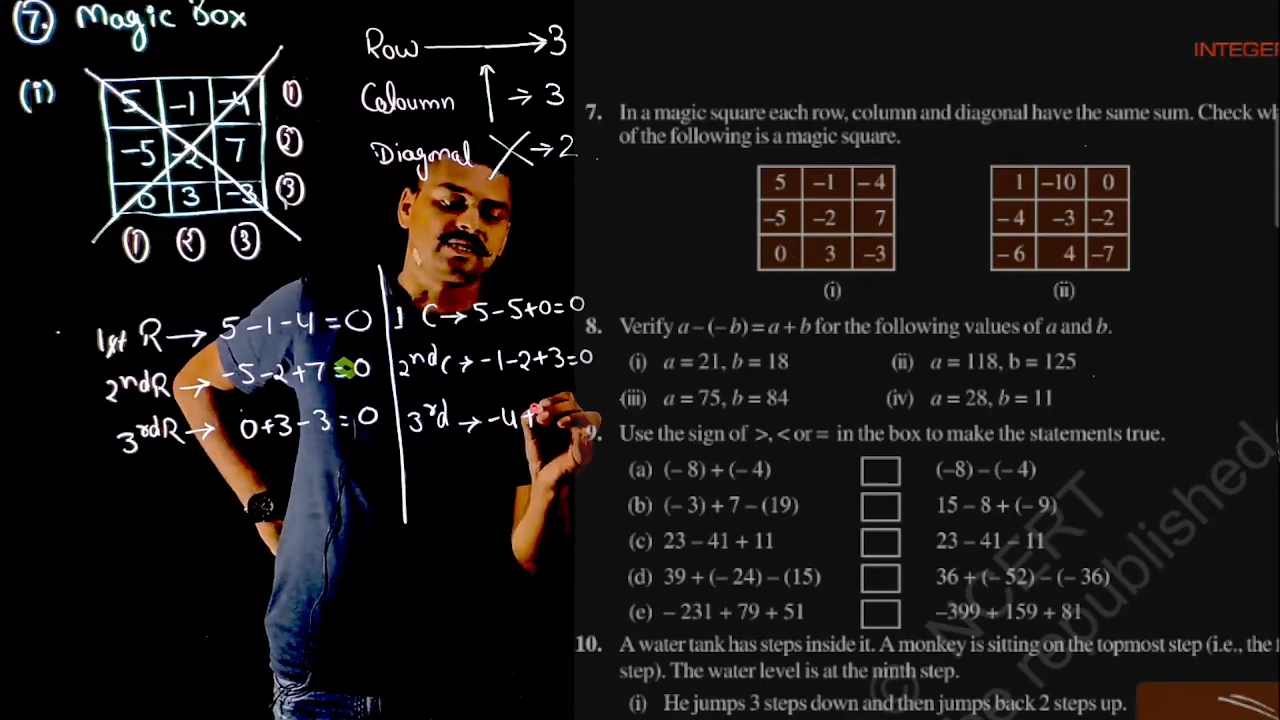 7. Magic Box
(i)
5 -1 -4 1
-5 -2 7 2
0 3 -3 3
1 2 3
Row → 3
Coloumn ↑ → 3
Diagonal → 2
1st R → 5-1-4=0
2nd R → -5-2+7=0
3rd R → 0+3-3=0
1 C → 5-5+0=0
2nd C → -1-2+3=0
3rd → -4+
7. In a magic square each row, column and diagonal have the same sum. Check
of the following is a magic square.
5 –1 –4
–5 –2 7
0 3 –3
(i)
1 –10 0
–4 –3 –2
–6 4 –7
(ii)
8. Verify a – (– b) = a + b for the following values of a and b.
(i) a = 21, b = 18 (ii) a = 118, b = 125
(iii) a = 75, b = 84 (iv) a = 28, b = 11
9. Use the sign of >, < or = in the box to make the statements true.
(a) (– 8) + (– 4) (–8) – (– 4)
(b) (– 3) + 7 – (19) 15 – 8 + (– 9)
(c) 23 – 41 + 11 23 – 41 – 11
(d) 39 + (– 24) – (15) 36 + (– 52) – (– 36)
(e) – 231 + 79 + 51 –399 + 159 + 81
10. A water tank has steps inside it. A monkey is sitting on the topmost step (i.e., the
step). The water level is at the ninth step.
(i) He jumps 3 steps down and then jumps back 2 steps up.
© NCERT
republished